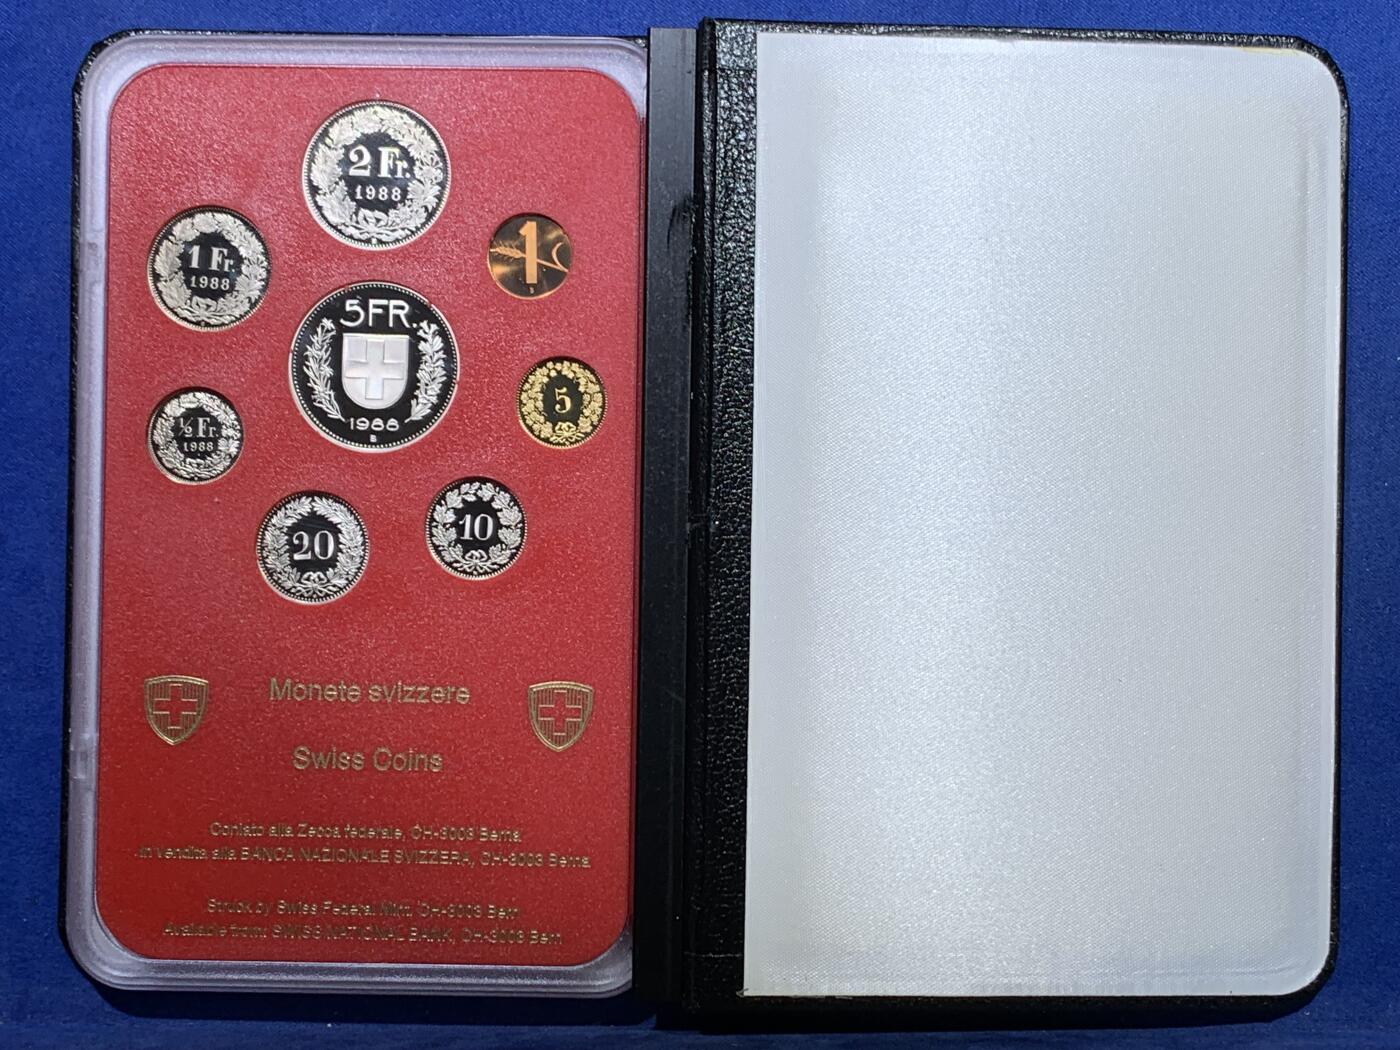 2 Fr.
1988
1 Fr.
1988
1
5 FR.
1988
B
5
½ Fr.
1988
20
10
Monete svizzere
Swiss Coins
Coniato alla Zecca federale, CH-3003 Berna
In vendita alla BANCA NAZIONALE SVIZZERA, CH-3003 Berna
Struck by Swiss Federal Mint, CH-3003 Bern
Available from: SWISS NATIONAL BANK, CH-3003 Bern